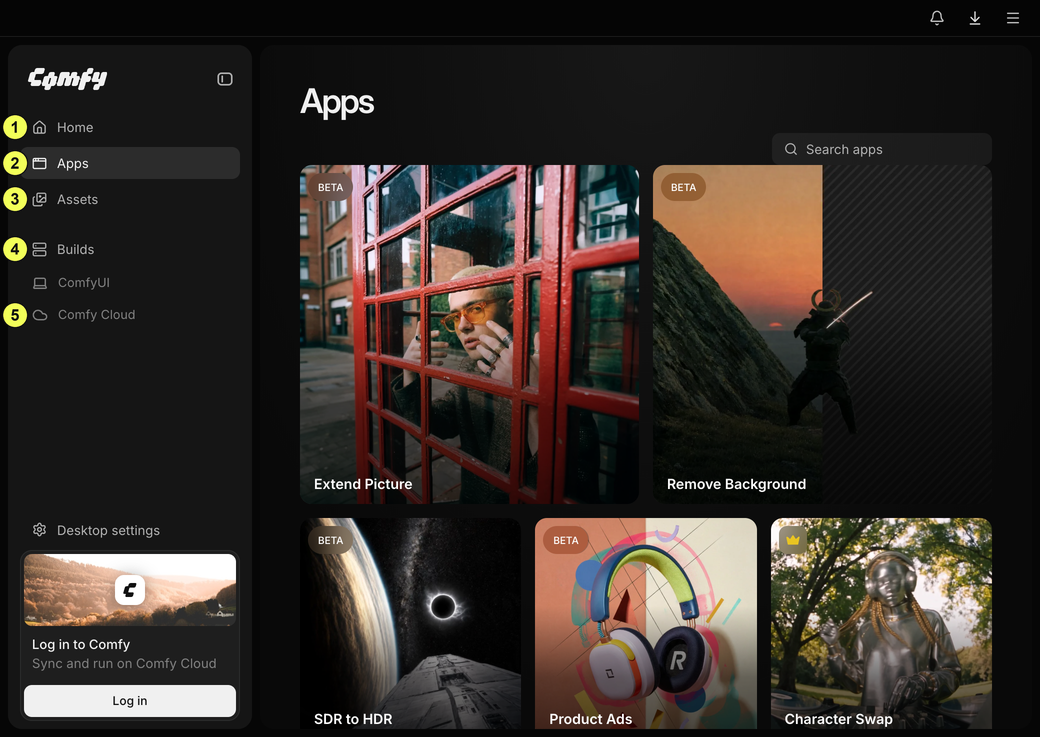 Comfy
1 Home
2 Apps
3 Assets
4 Builds
ComfyUI
5 Comfy Cloud
Desktop settings
C
Log in to Comfy
Sync and run on Comfy Cloud
Log in
Apps
Search apps
BETA
Extend Picture
BETA
Remove Background
BETA
SDR to HDR
BETA
R
Product Ads
Character Swap